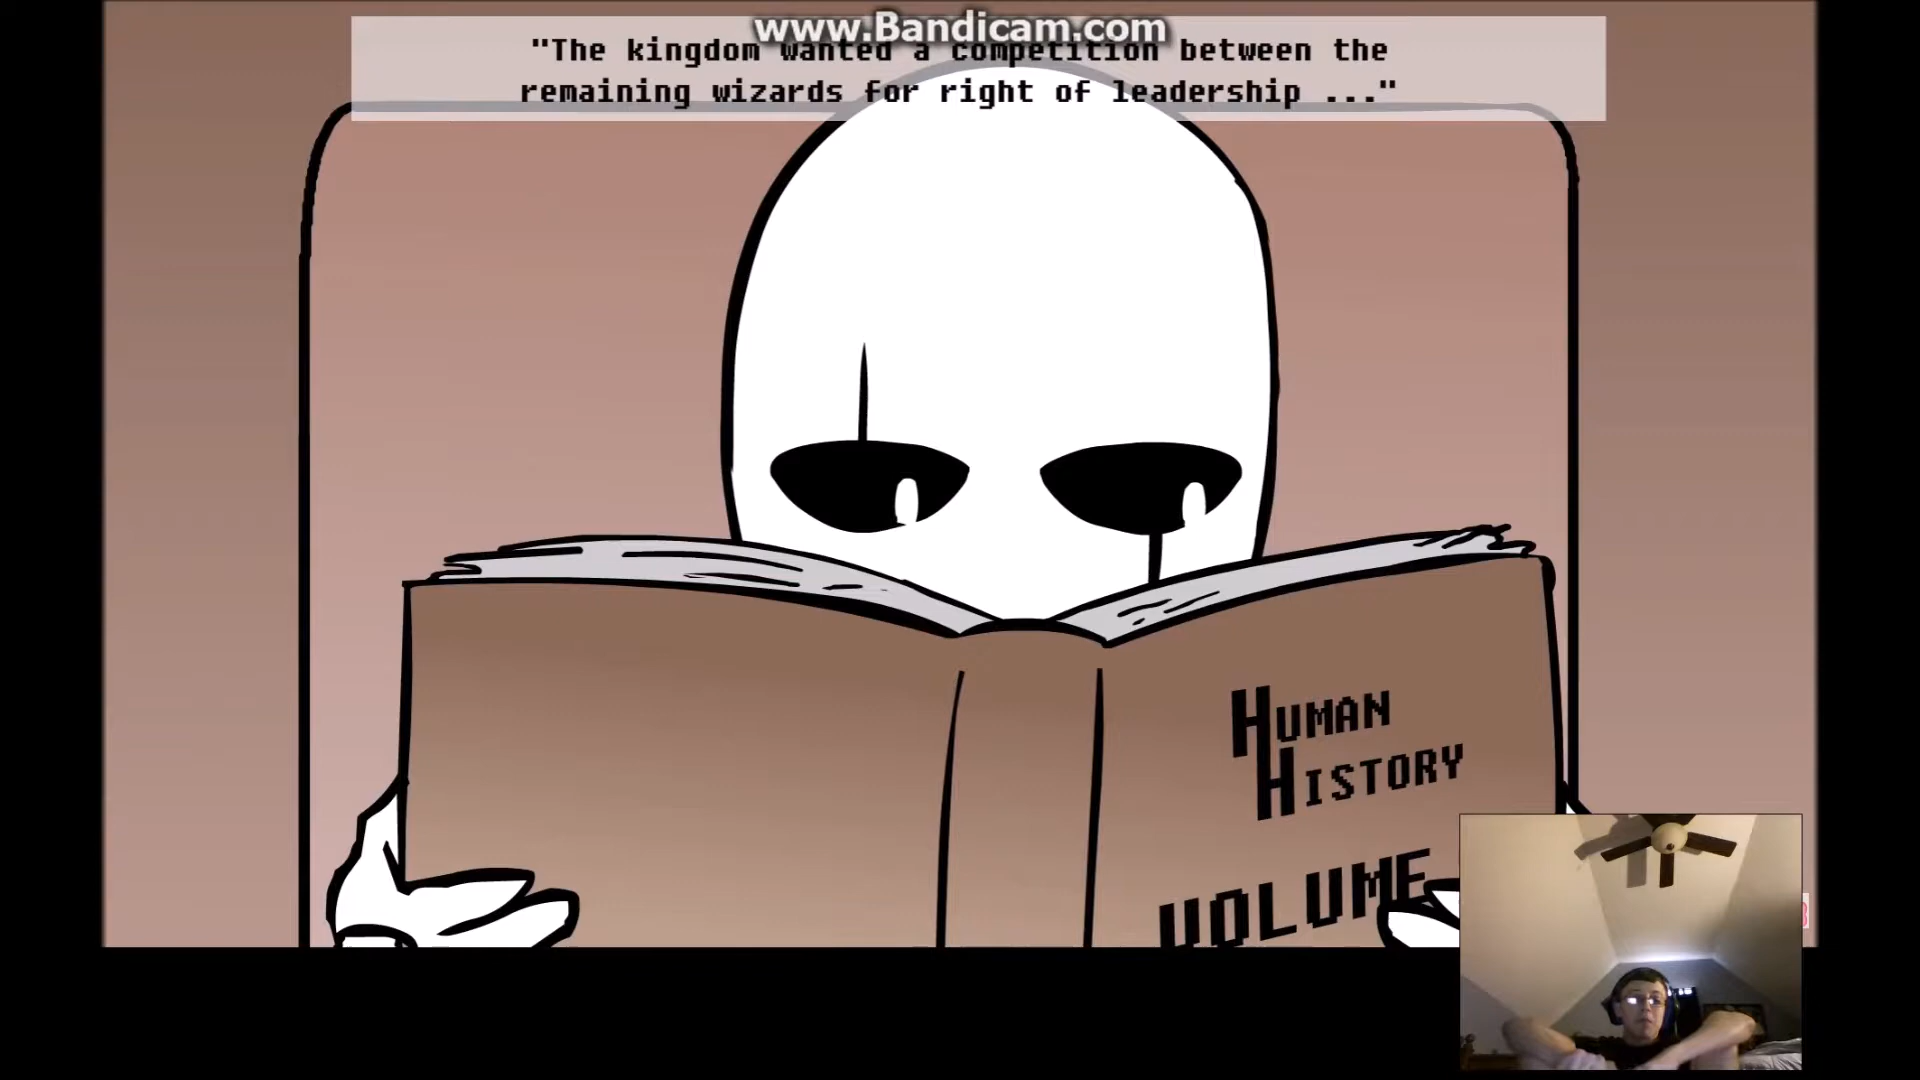 www.Bandicam.com
"The kingdom wanted a competition between the
remaining wizards for right of leadership ..."
HUMAN
HISTORY
VOLUME